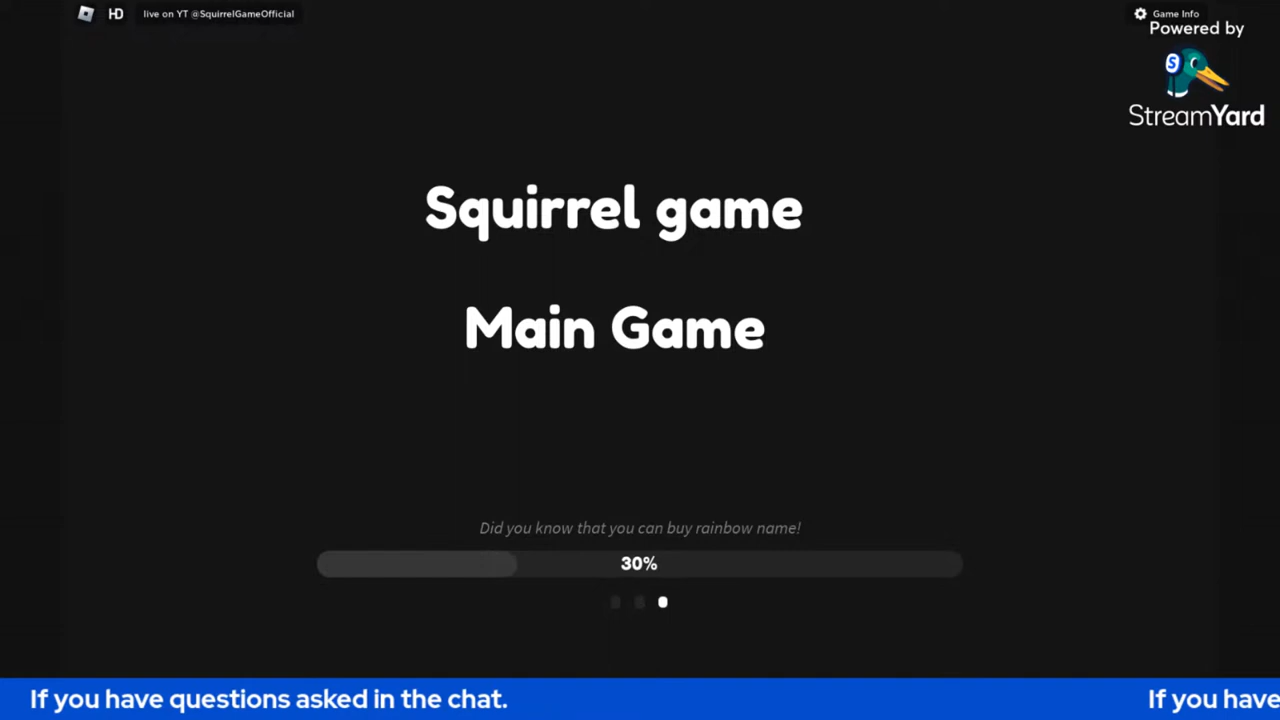 HD live on YT @SquirrelGameOfficial
Game Info
Powered by
S
StreamYard
Squirrel game
Main Game
Did you know that you can buy rainbow name!
30%
If you have questions asked in the chat.
If you have